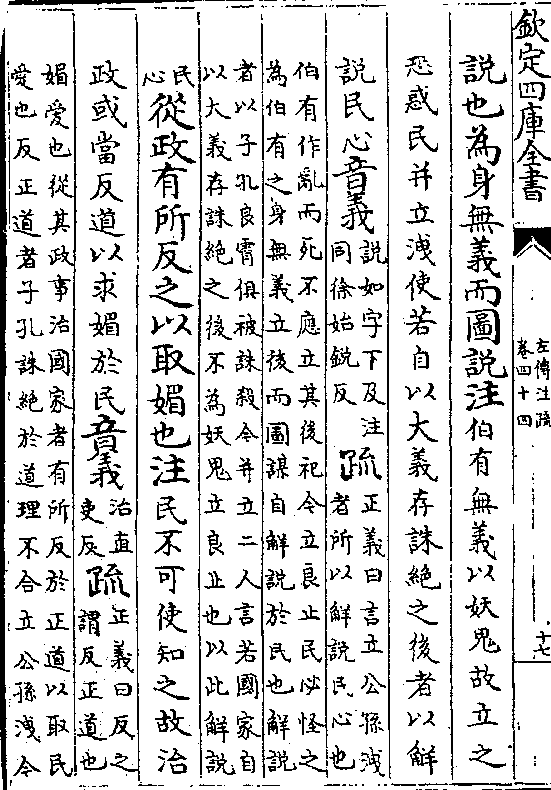 欽定四庫全書
左傳注疏
卷四十四
十七
說也為身無義而圖說注伯有無義以妖鬼故立之
恐惑民并立洩使若自以大義存誅絕之後者以解
說民心音義說如字下及注
同徐始銳反疏正義曰言立公孫洩
者所以解說民心也
伯有作亂而死不應立其後祀今立良止民必怪之
為伯有之身無義立後而圖謀自解說於民也解說
者以子孔良霄俱被誅殺今并立二人言若國家自
以大義存誅絕之後不為妖鬼立良止也以此解說
民
心從政有所反之以取媚也注民不可使知之故治
政或當反道以求媚於民音義治直
吏反疏正義曰反之
謂反正道也
媚愛也從其政事治國家者有所反於正道以取民
愛也反正道者子孔誅絕於道理不合立公孫洩今